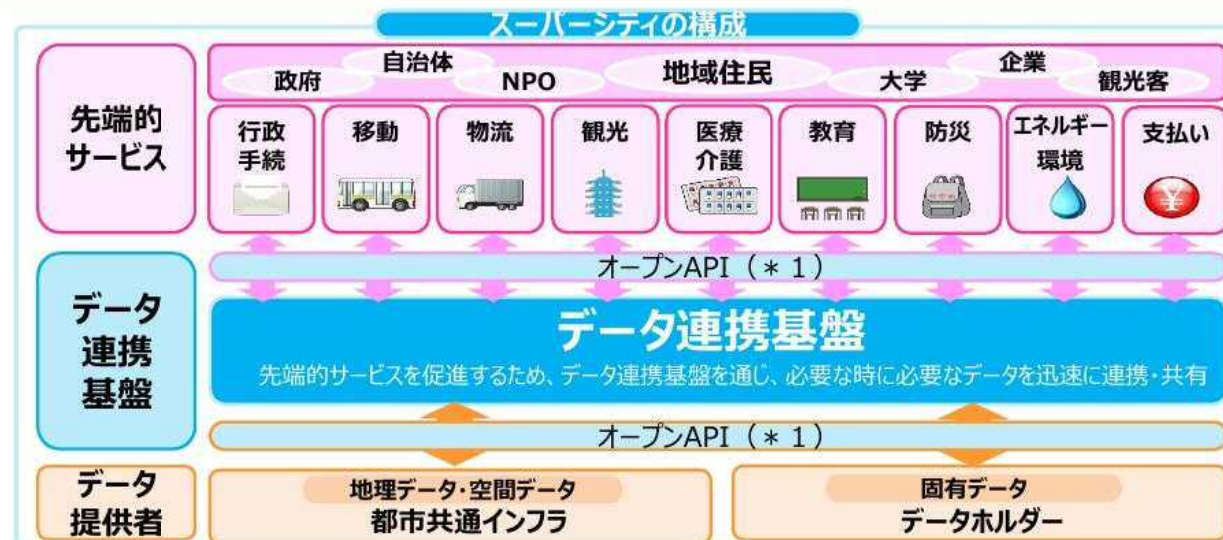 スーパーシティの構成
先端的
サービス
政府
自治体
NPO
地域住民
大学
企業
観光客
行政
手続
移動
物流
観光
医療
介護
教育
防災
エネルギー
環境
支払い
¥
オープンAPI（＊１）
データ
連携
基盤
データ連携基盤
先端的サービスを促進するため、データ連携基盤を通じ、必要な時に必要なデータを迅速に連携・共有
オープンAPI（＊１）
データ
提供者
地理データ・空間データ
都市共通インフラ
固有データ
データホルダー